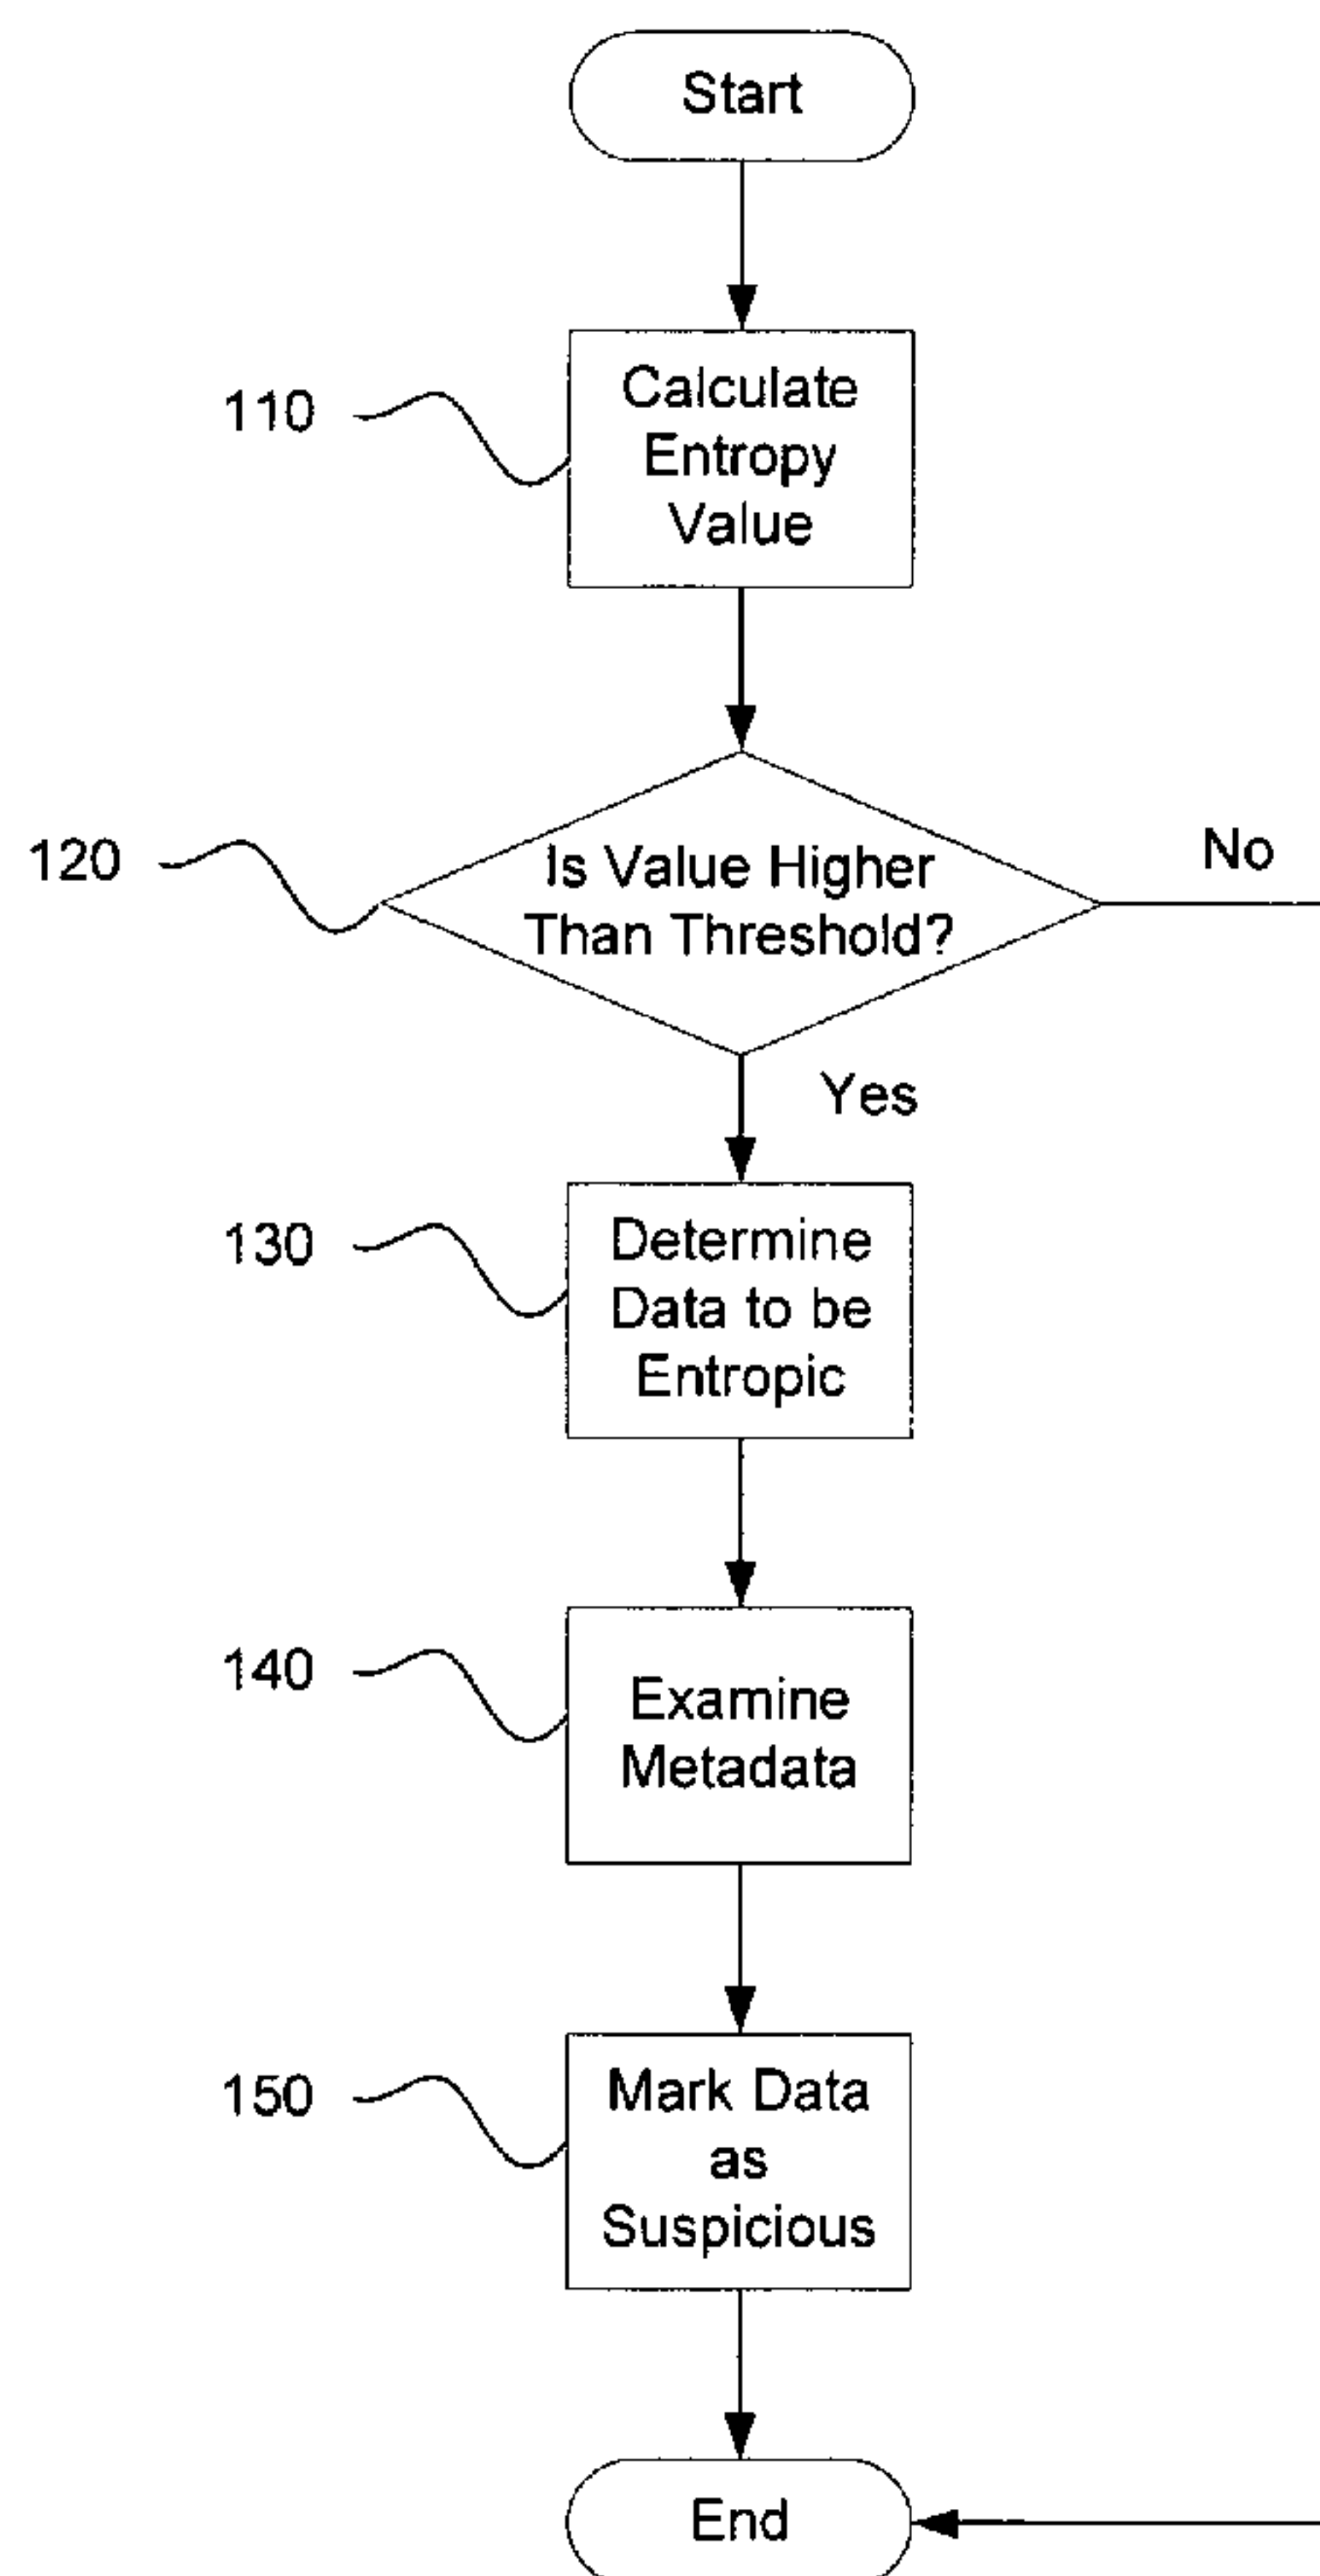 Start
110
Calculate
Entropy
Value
120
Is Value Higher
Than Threshold?
No
Yes
130
Determine
Data to be
Entropic
140
Examine
Metadata
150
Mark Data
as
Suspicious
End